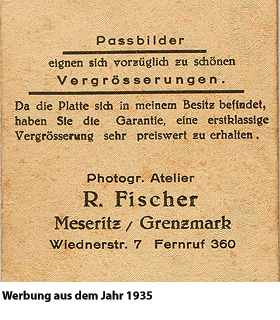 Passbilder
eignen sich vorzüglich zu schönen
Vergrösserungen.
Da die Platte sich in meinem Besitz befindet,
haben Sie die Garantie, eine erstklassige
Vergrösserung sehr preiswert zu erhalten.
Photogr. Atelier
R. Fischer
Meseritz / Grenzmark
Wiednerstr. 7 Fernruf 360
Werbung aus dem Jahr 1935